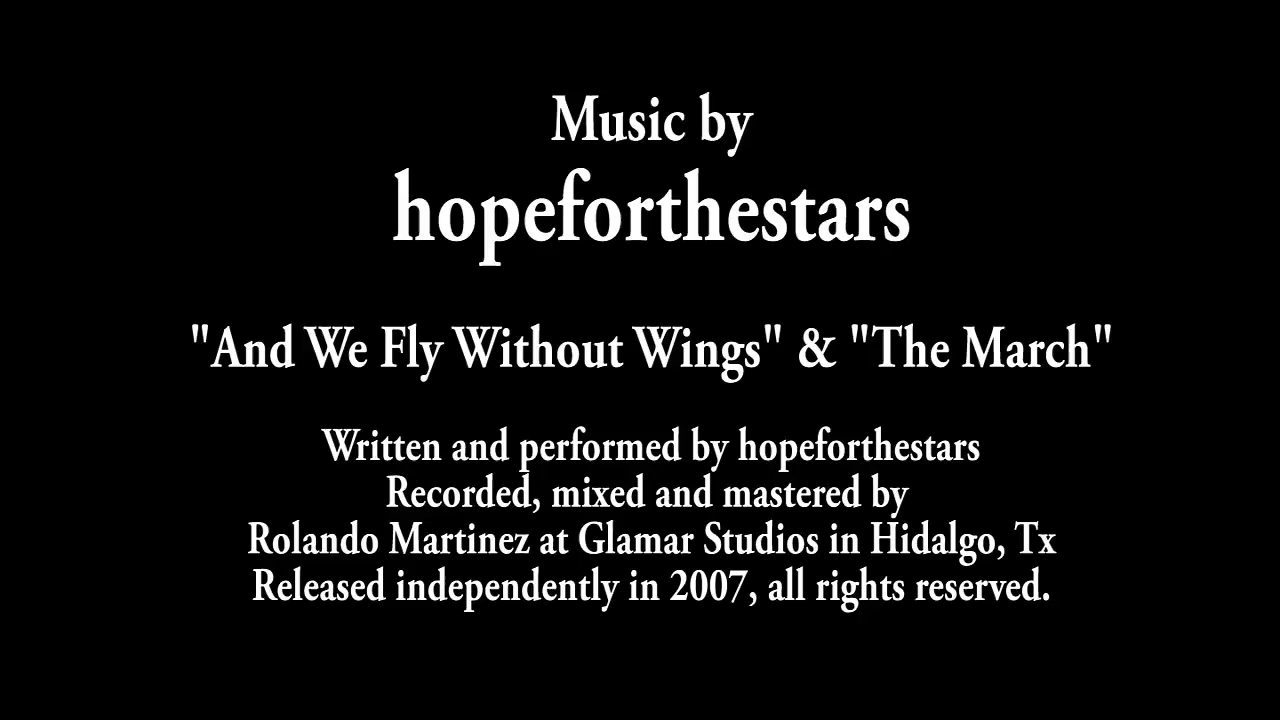 Music by
hopeforthestars
"And We Fly Without Wings" & "The March"
Written and performed by hopeforthestars
Recorded, mixed and mastered by
Rolando Martinez at Glamar Studios in Hidalgo, Tx
Released independently in 2007, all rights reserved.